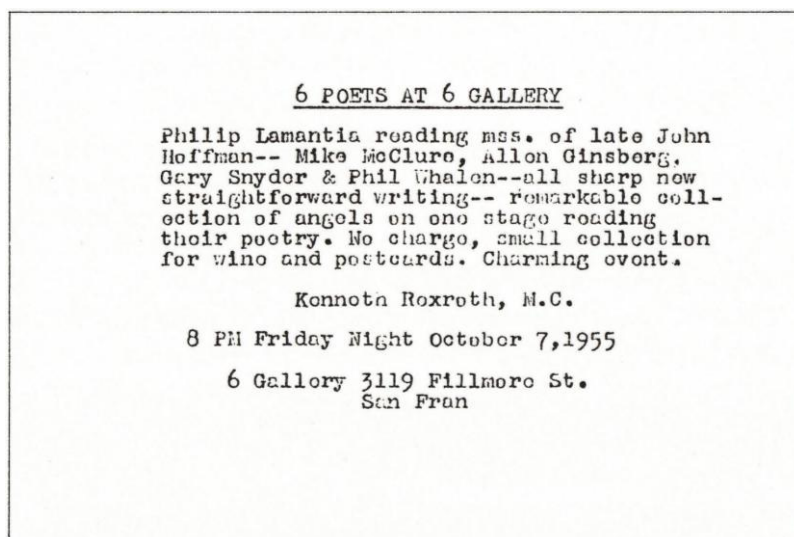 6 POETS AT 6 GALLERY
Philip Lamantia reading mss. of late John
Hoffman-- Mike McClure, Allen Ginsberg,
Gary Snyder & Phil Whalen--all sharp new
straightforward writing-- remarkable coll-
ection of angels on one stage reading
their poetry. No charge, small collection
for wine and postcards. Charming event.
Kenneth Rexroth, M.C.
8 PM Friday Night October 7,1955
6 Gallery 3119 Fillmore St.
San Fran